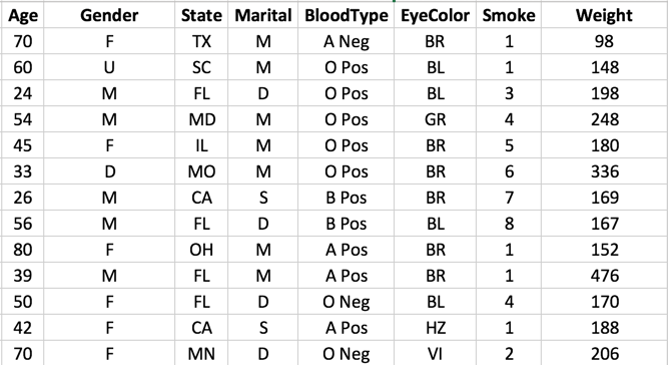 Age Gender State Marital BloodType EyeColor Smoke Weight
70 F TX M A Neg BR 1 98
60 U SC M O Pos BL 1 148
24 M FL D O Pos BL 3 198
54 M MD M O Pos GR 4 248
45 F IL M O Pos BR 5 180
33 D MO M O Pos BR 6 336
26 M CA S B Pos BR 7 169
56 M FL D B Pos BL 8 167
80 F OH M A Pos BR 1 152
39 M FL M A Pos BR 1 476
50 F FL D O Neg BL 4 170
42 F CA S A Pos HZ 1 188
70 F MN D O Neg VI 2 206